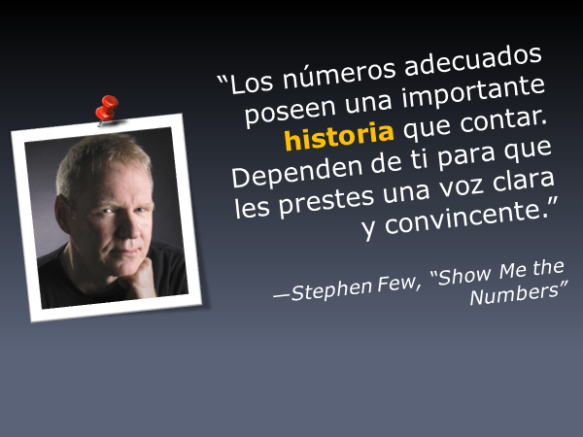 “Los números adecuados
poseen una importante
historia que contar.
Dependen de ti para que
les prestes una voz clara
y convincente.”
—Stephen Few, “Show Me the
Numbers”